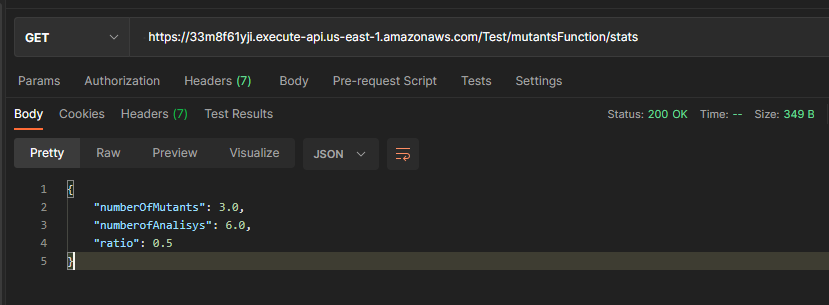 GET https://33m8f61yji.execute-api.us-east-1.amazonaws.com/Test/mutantsFunction/stats
Params Authorization Headers (7) Body Pre-request Script Tests Settings
Body Cookies Headers (7) Test Results Status: 200 OK Time: -- Size: 349 B
Pretty Raw Preview Visualize JSON
1 {
2 "numberOfMutants": 3.0,
3 "numberofAnalisys": 6.0,
4 "ratio": 0.5
5 }